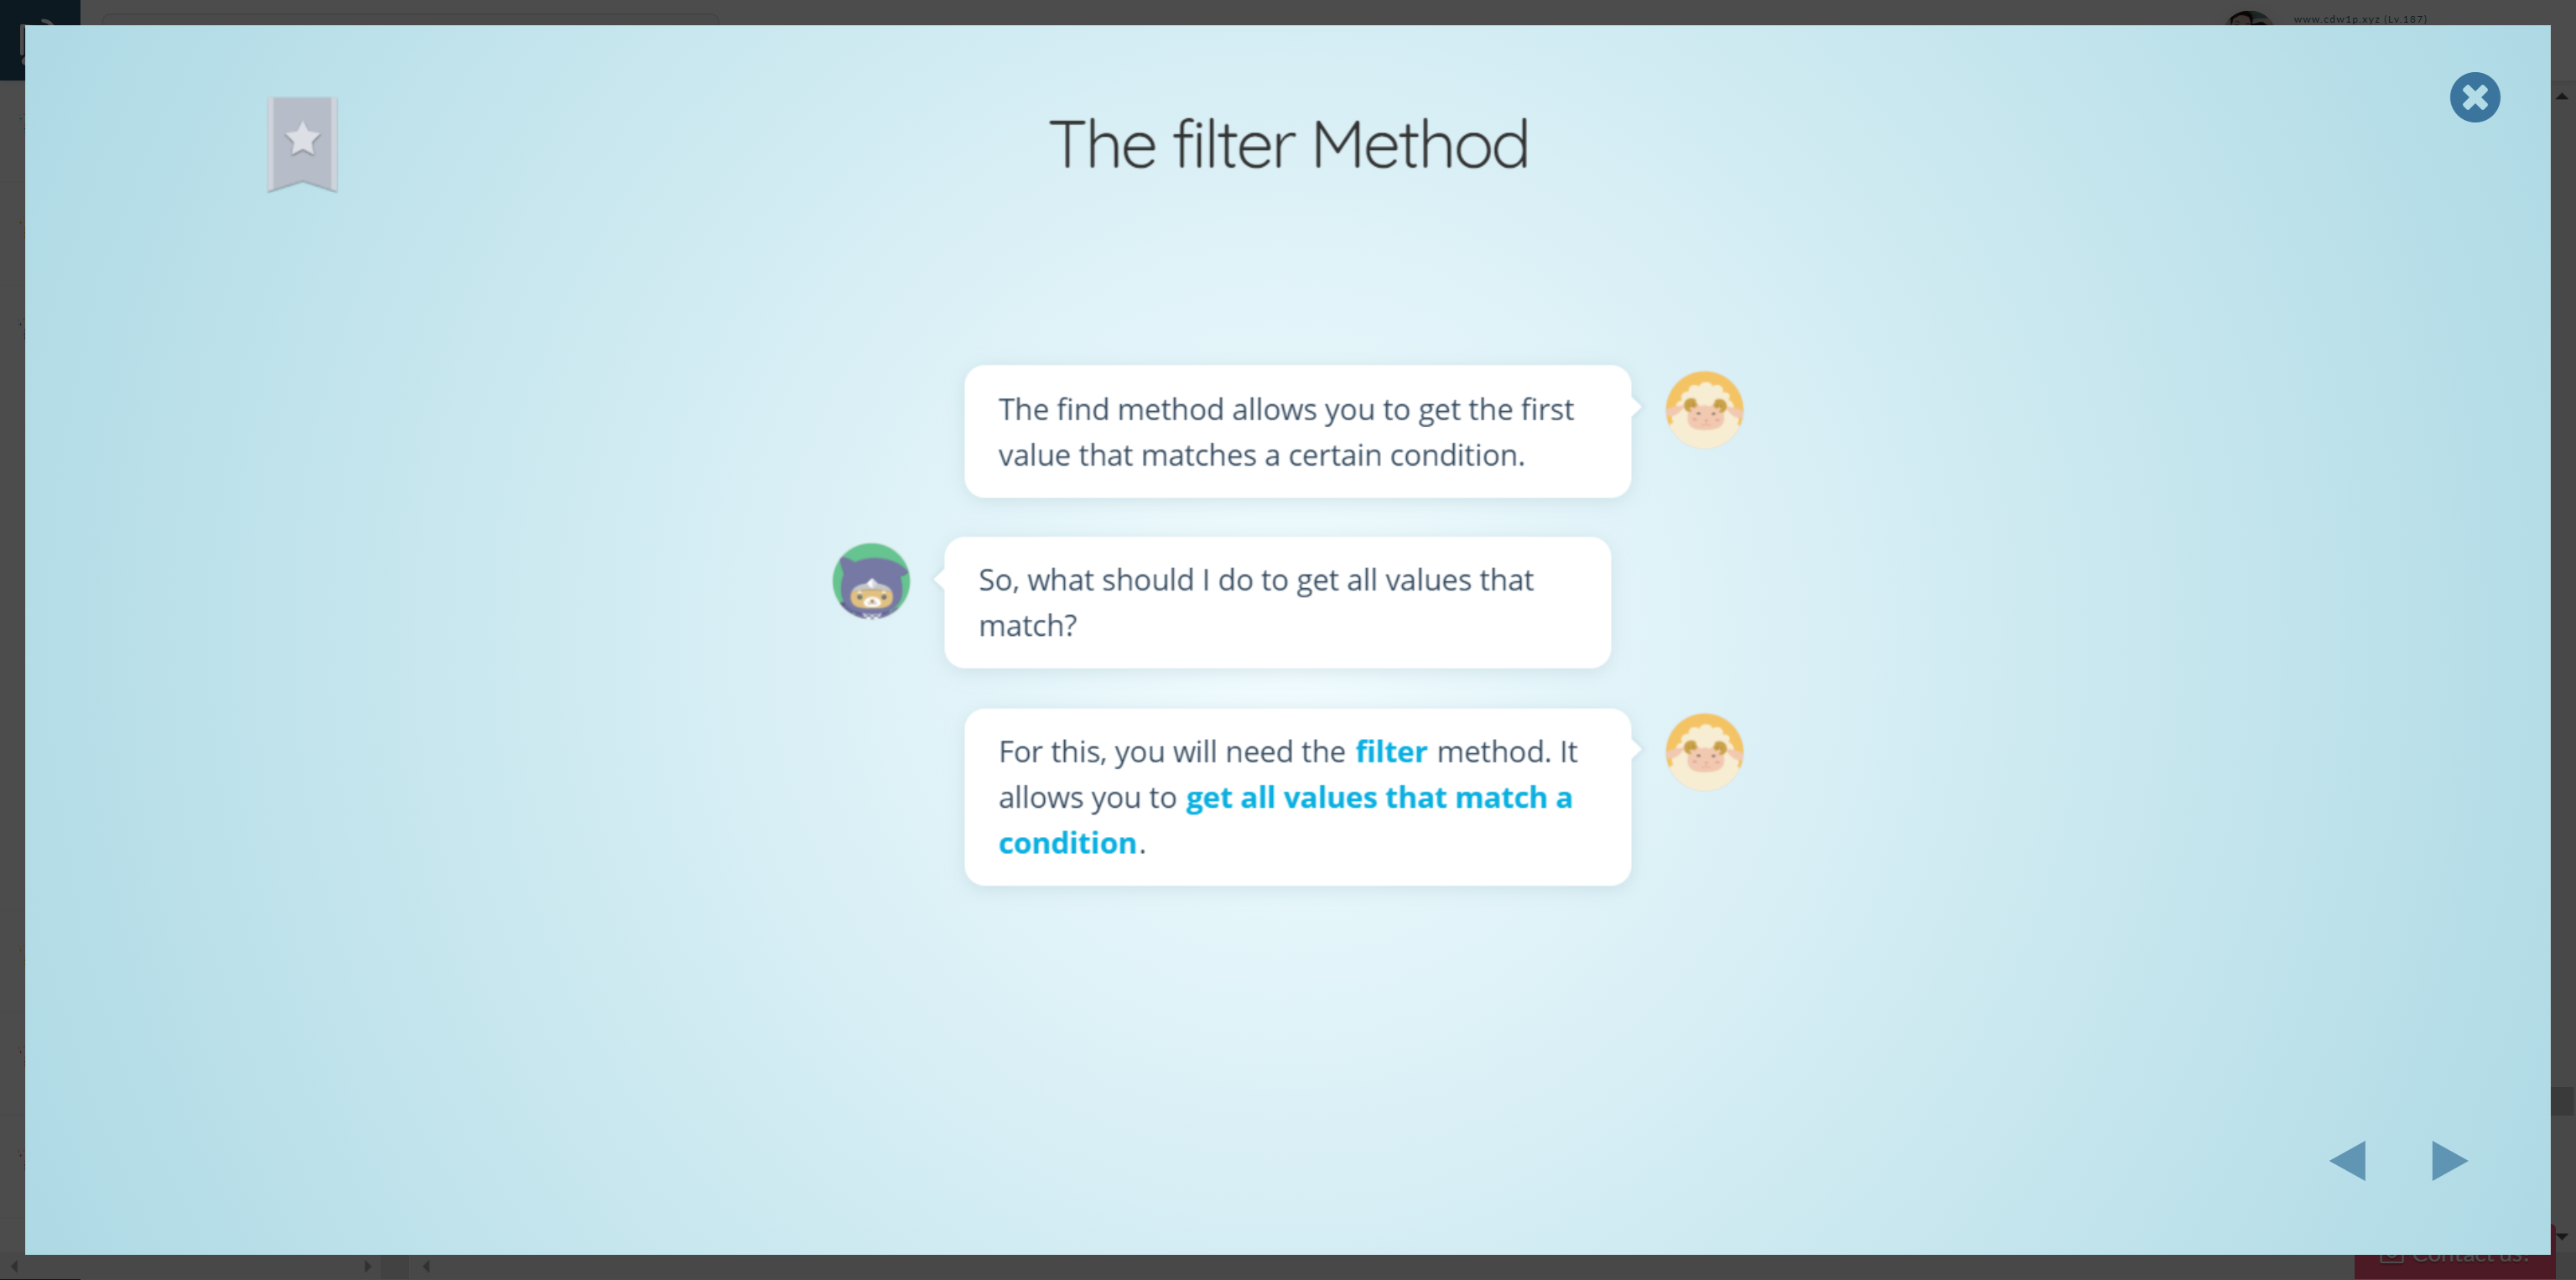 www.cdw1p.xyz (Lv.187)
The filter Method
The find method allows you to get the first
value that matches a certain condition.
So, what should I do to get all values that
match?
For this, you will need the filter method. It
allows you to get all values that match a
condition.
Contact us!